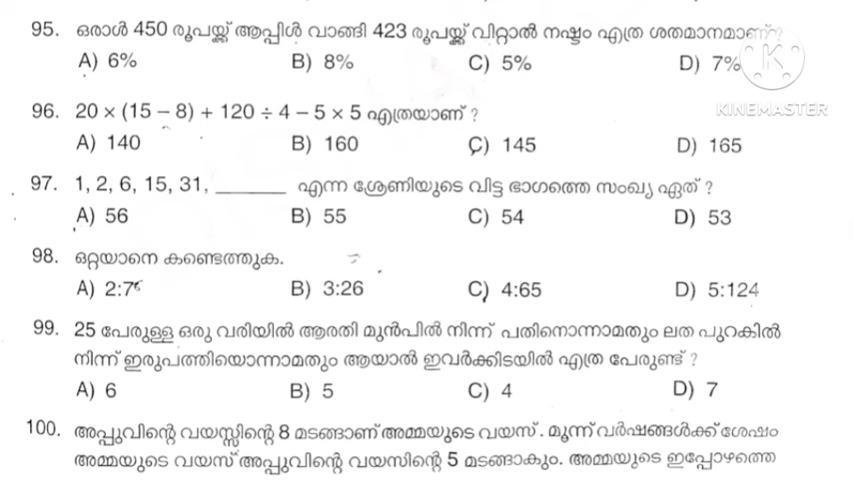 95. ഒരാൾ 450 രൂപയ്ക്ക് ആപ്പിൾ വാങ്ങി 423 രൂപയ്ക്ക് വിറ്റാൽ നഷ്ടം എത്ര ശതമാനമാണ് ?
A) 6% B) 8% C) 5% D) 7%
K
KINEMASTER
96. 20 × (15 – 8) + 120 ÷ 4 – 5 × 5 എത്രയാണ് ?
A) 140 B) 160 C) 145 D) 165
97. 1, 2, 6, 15, 31, ________ എന്ന ശ്രേണിയുടെ വിട്ട ഭാഗത്തെ സംഖ്യ ഏത് ?
A) 56 B) 55 C) 54 D) 53
98. ഒറ്റയാനെ കണ്ടെത്തുക.
A) 2:7 B) 3:26 C) 4:65 D) 5:124
99. 25 പേരുള്ള ഒരു വരിയിൽ ആരതി മുൻപിൽ നിന്ന് പതിനൊന്നാമതും ലത പുറകിൽ
നിന്ന് ഇരുപത്തിയൊന്നാമതും ആയാൽ ഇവർക്കിടയിൽ എത്ര പേരുണ്ട് ?
A) 6 B) 5 C) 4 D) 7
100. അപ്പുവിന്റെ വയസ്സിന്റെ 8 മടങ്ങാണ് അമ്മയുടെ വയസ്. മൂന്ന് വർഷങ്ങൾക്ക് ശേഷം
അമ്മയുടെ വയസ് അപ്പുവിന്റെ വയസിന്റെ 5 മടങ്ങാകും. അമ്മയുടെ ഇപ്പോഴത്തെ